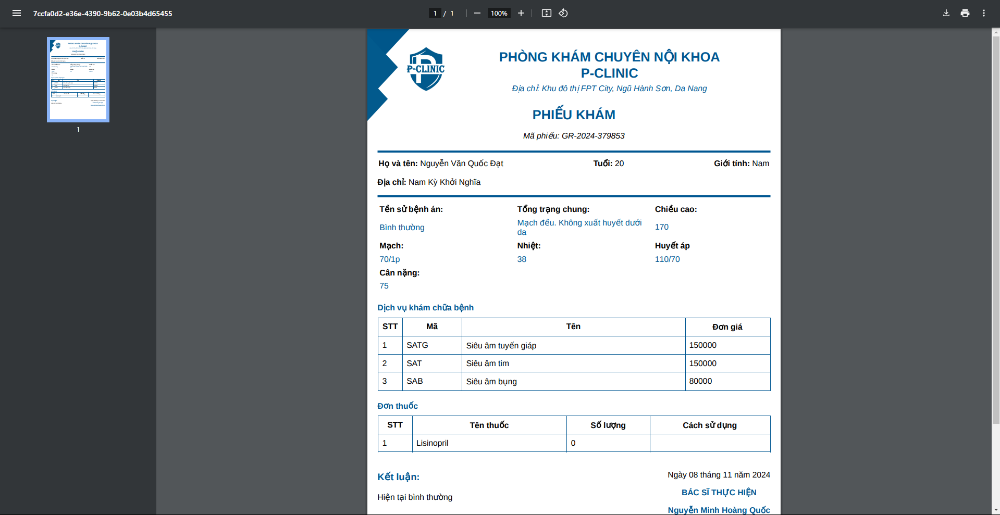 7ccfa0d2-e36e-4390-9b62-0e03b4d65455
1 / 1
100%
1
P-CLINIC
PHÒNG KHÁM CHUYÊN NỘI KHOA
P-CLINIC
Địa chỉ: Khu đô thị FPT City, Ngũ Hành Sơn, Da Nang
PHIẾU KHÁM
Mã phiếu: GR-2024-379853
Họ và tên: Nguyễn Văn Quốc Đạt Tuổi: 20 Giới tính: Nam
Địa chỉ: Nam Kỳ Khởi Nghĩa
Tền sử bệnh án: Tổng trạng chung: Chiều cao:
Bình thường Mạch đều. Không xuất huyết dưới da 170
Mạch: Nhiệt: Huyết áp
70/1p 38 110/70
Cân nặng:
75
Dịch vụ khám chữa bệnh
STT Mã Tên Đơn giá
1 SATG Siêu âm tuyến giáp 150000
2 SAT Siêu âm tim 150000
3 SAB Siêu âm bụng 80000
Đơn thuốc
STT Tên thuốc Số lượng Cách sử dụng
1 Lisinopril 0
Kết luận:
Hiện tại bình thường
Ngày 08 tháng 11 năm 2024
BÁC SĨ THỰC HIỆN
Nguyễn Minh Hoàng Quốc